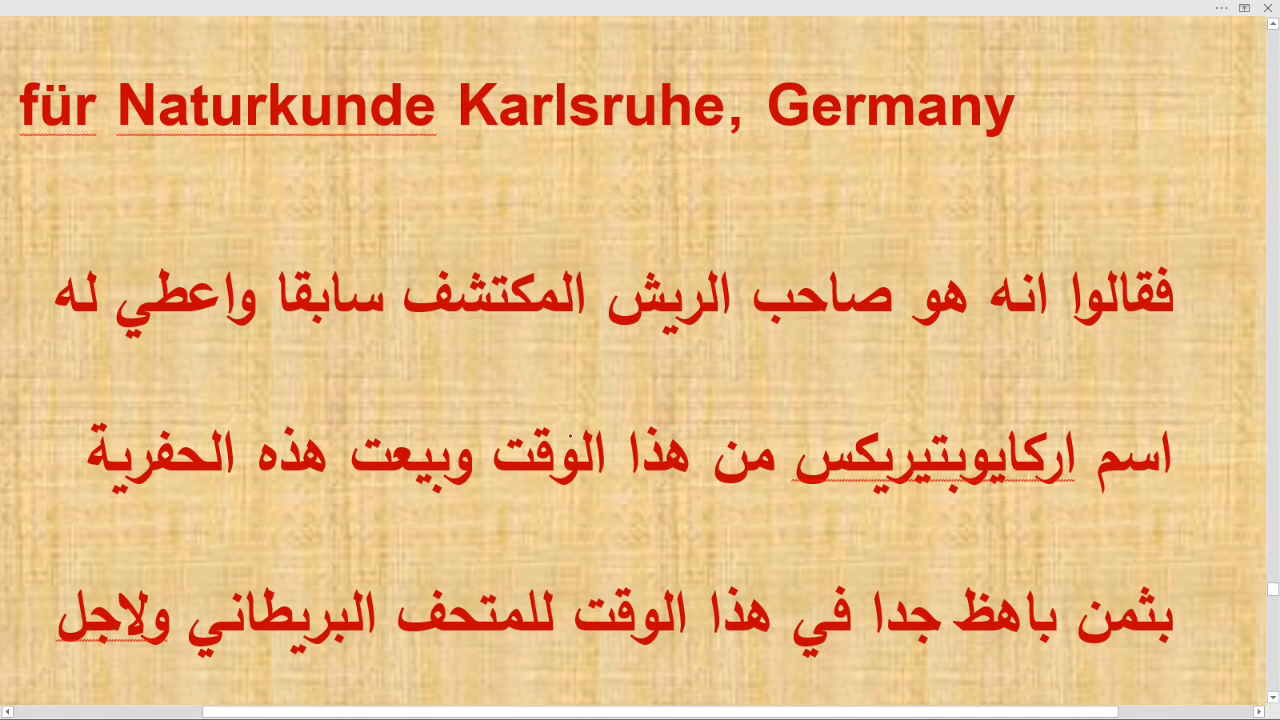 für Naturkunde Karlsruhe, Germany
فقالوا انه هو صاحب الريش المكتشف سابقا واعطي له
اسم اركايوبتيريكس من هذا الوقت وبيعت هذه الحفرية
بثمن باهظ جدا في هذا الوقت للمتحف البريطاني ولاجل